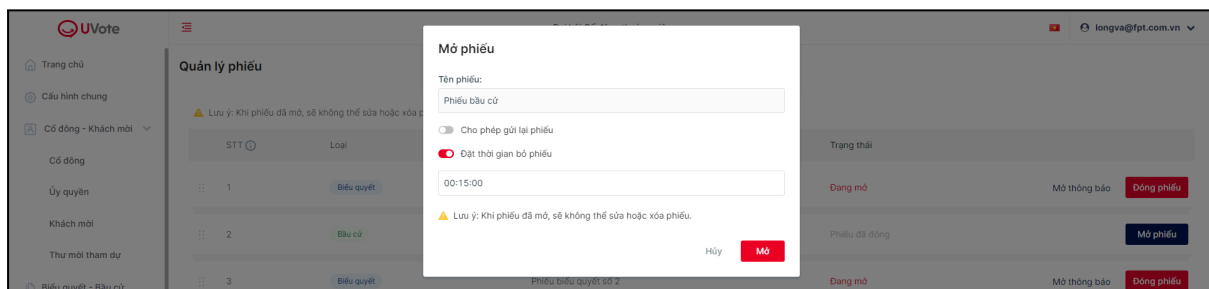 UVote
longva@fpt.com.vn
Trang chủ
Quản lý phiếu
Mở phiếu
Tên phiếu:
Phiếu bầu cử
Cấu hình chung
Lưu ý: Khi phiếu đã mở, sẽ không thể sửa hoặc xóa p
Cổ đông - Khách mời
Cho phép gửi lại phiếu
STT
Loại
Trạng thái
Đặt thời gian bỏ phiếu
Cổ đông
00:15:00
1
Biểu quyết
Đang mở
Mở thông báo
Đóng phiếu
Ủy quyền
Lưu ý: Khi phiếu đã mở, sẽ không thể sửa hoặc xóa phiếu.
Khách mời
2
Bầu cử
Phiếu đã đóng
Mở phiếu
Hủy
Mở
Thư mời tham dự
3
Biểu quyết
Phiếu biểu quyết số 2
Đang mở
Mở thông báo
Đóng phiếu
Biểu quyết - Bầu cử